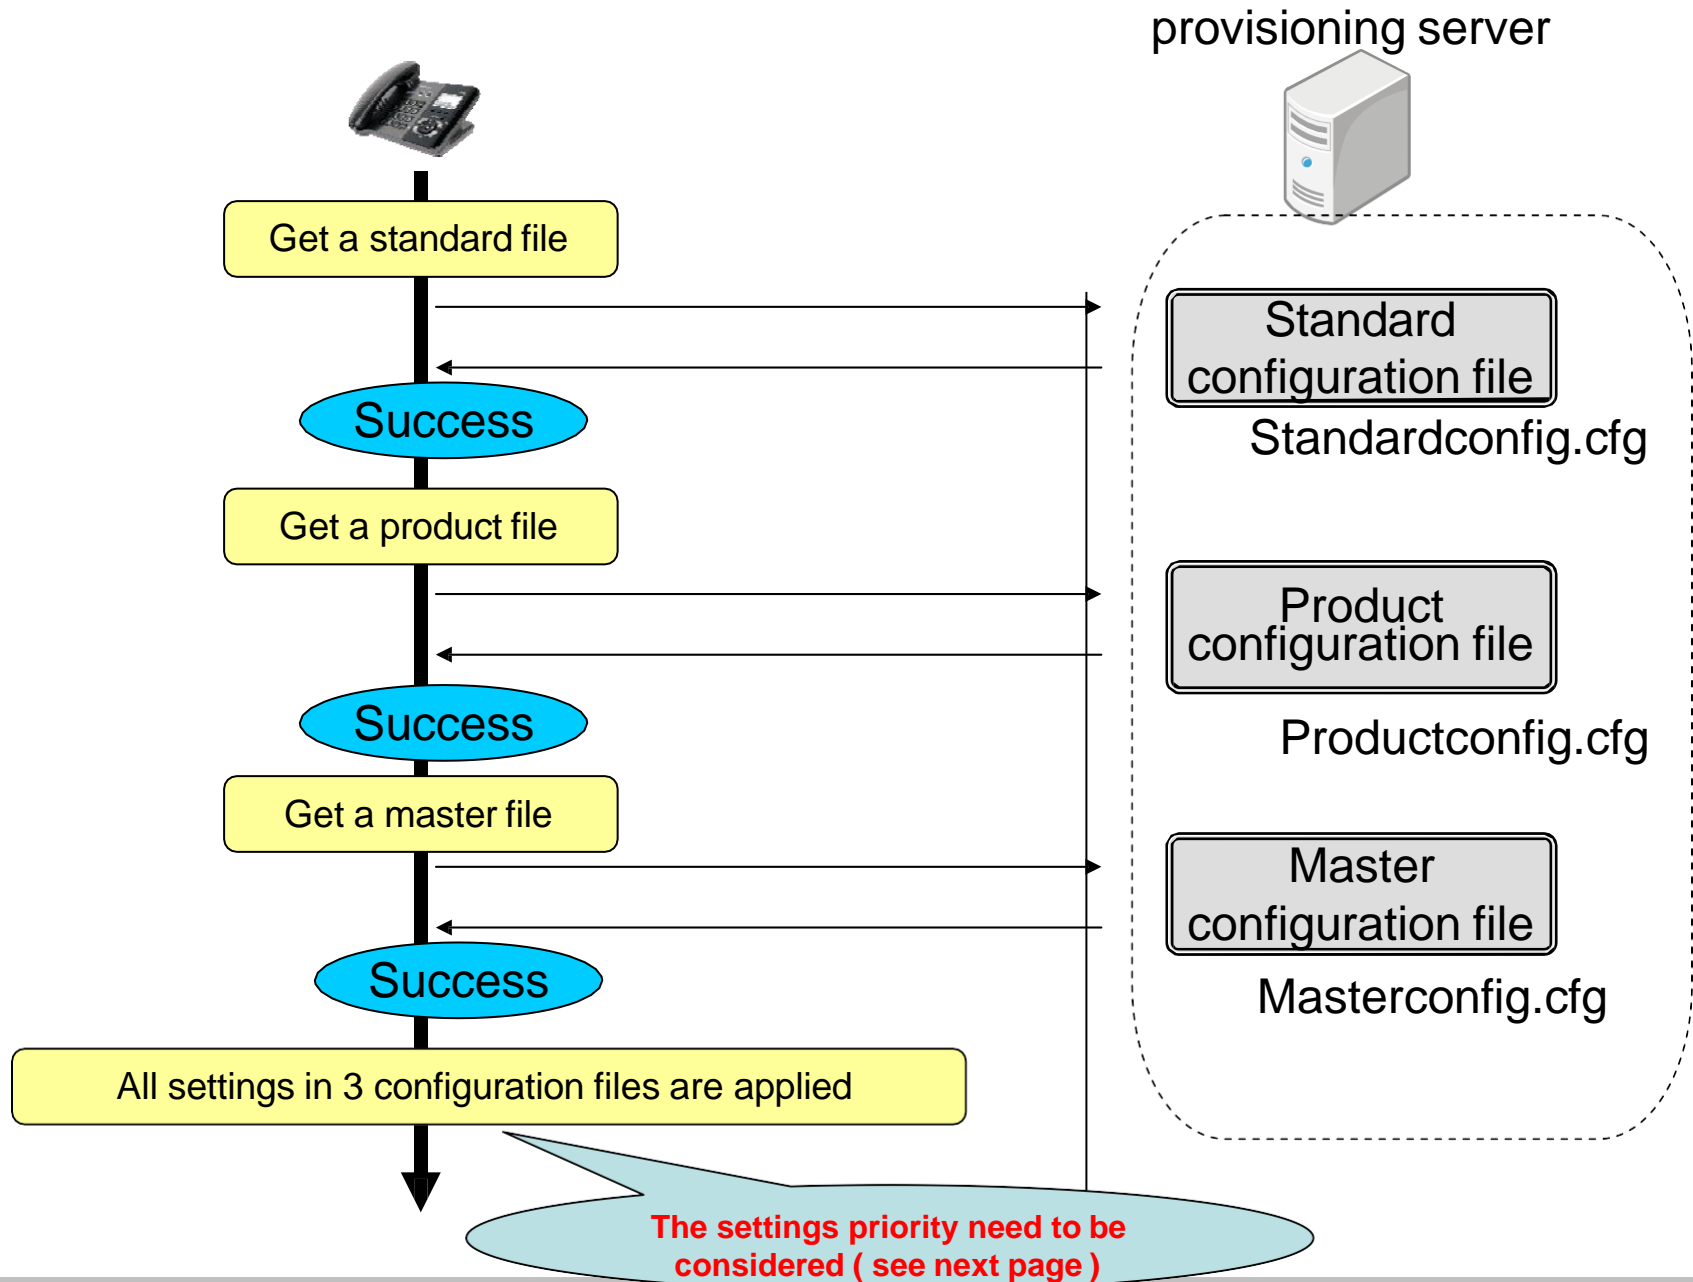 provisioning server
Get a standard file
Standard
configuration file
Standardconfig.cfg
Success
Get a product file
Product
configuration file
Productconfig.cfg
Success
Get a master file
Master
configuration file
Masterconfig.cfg
Success
All settings in 3 configuration files are applied
The settings priority need to be
considered ( see next page )